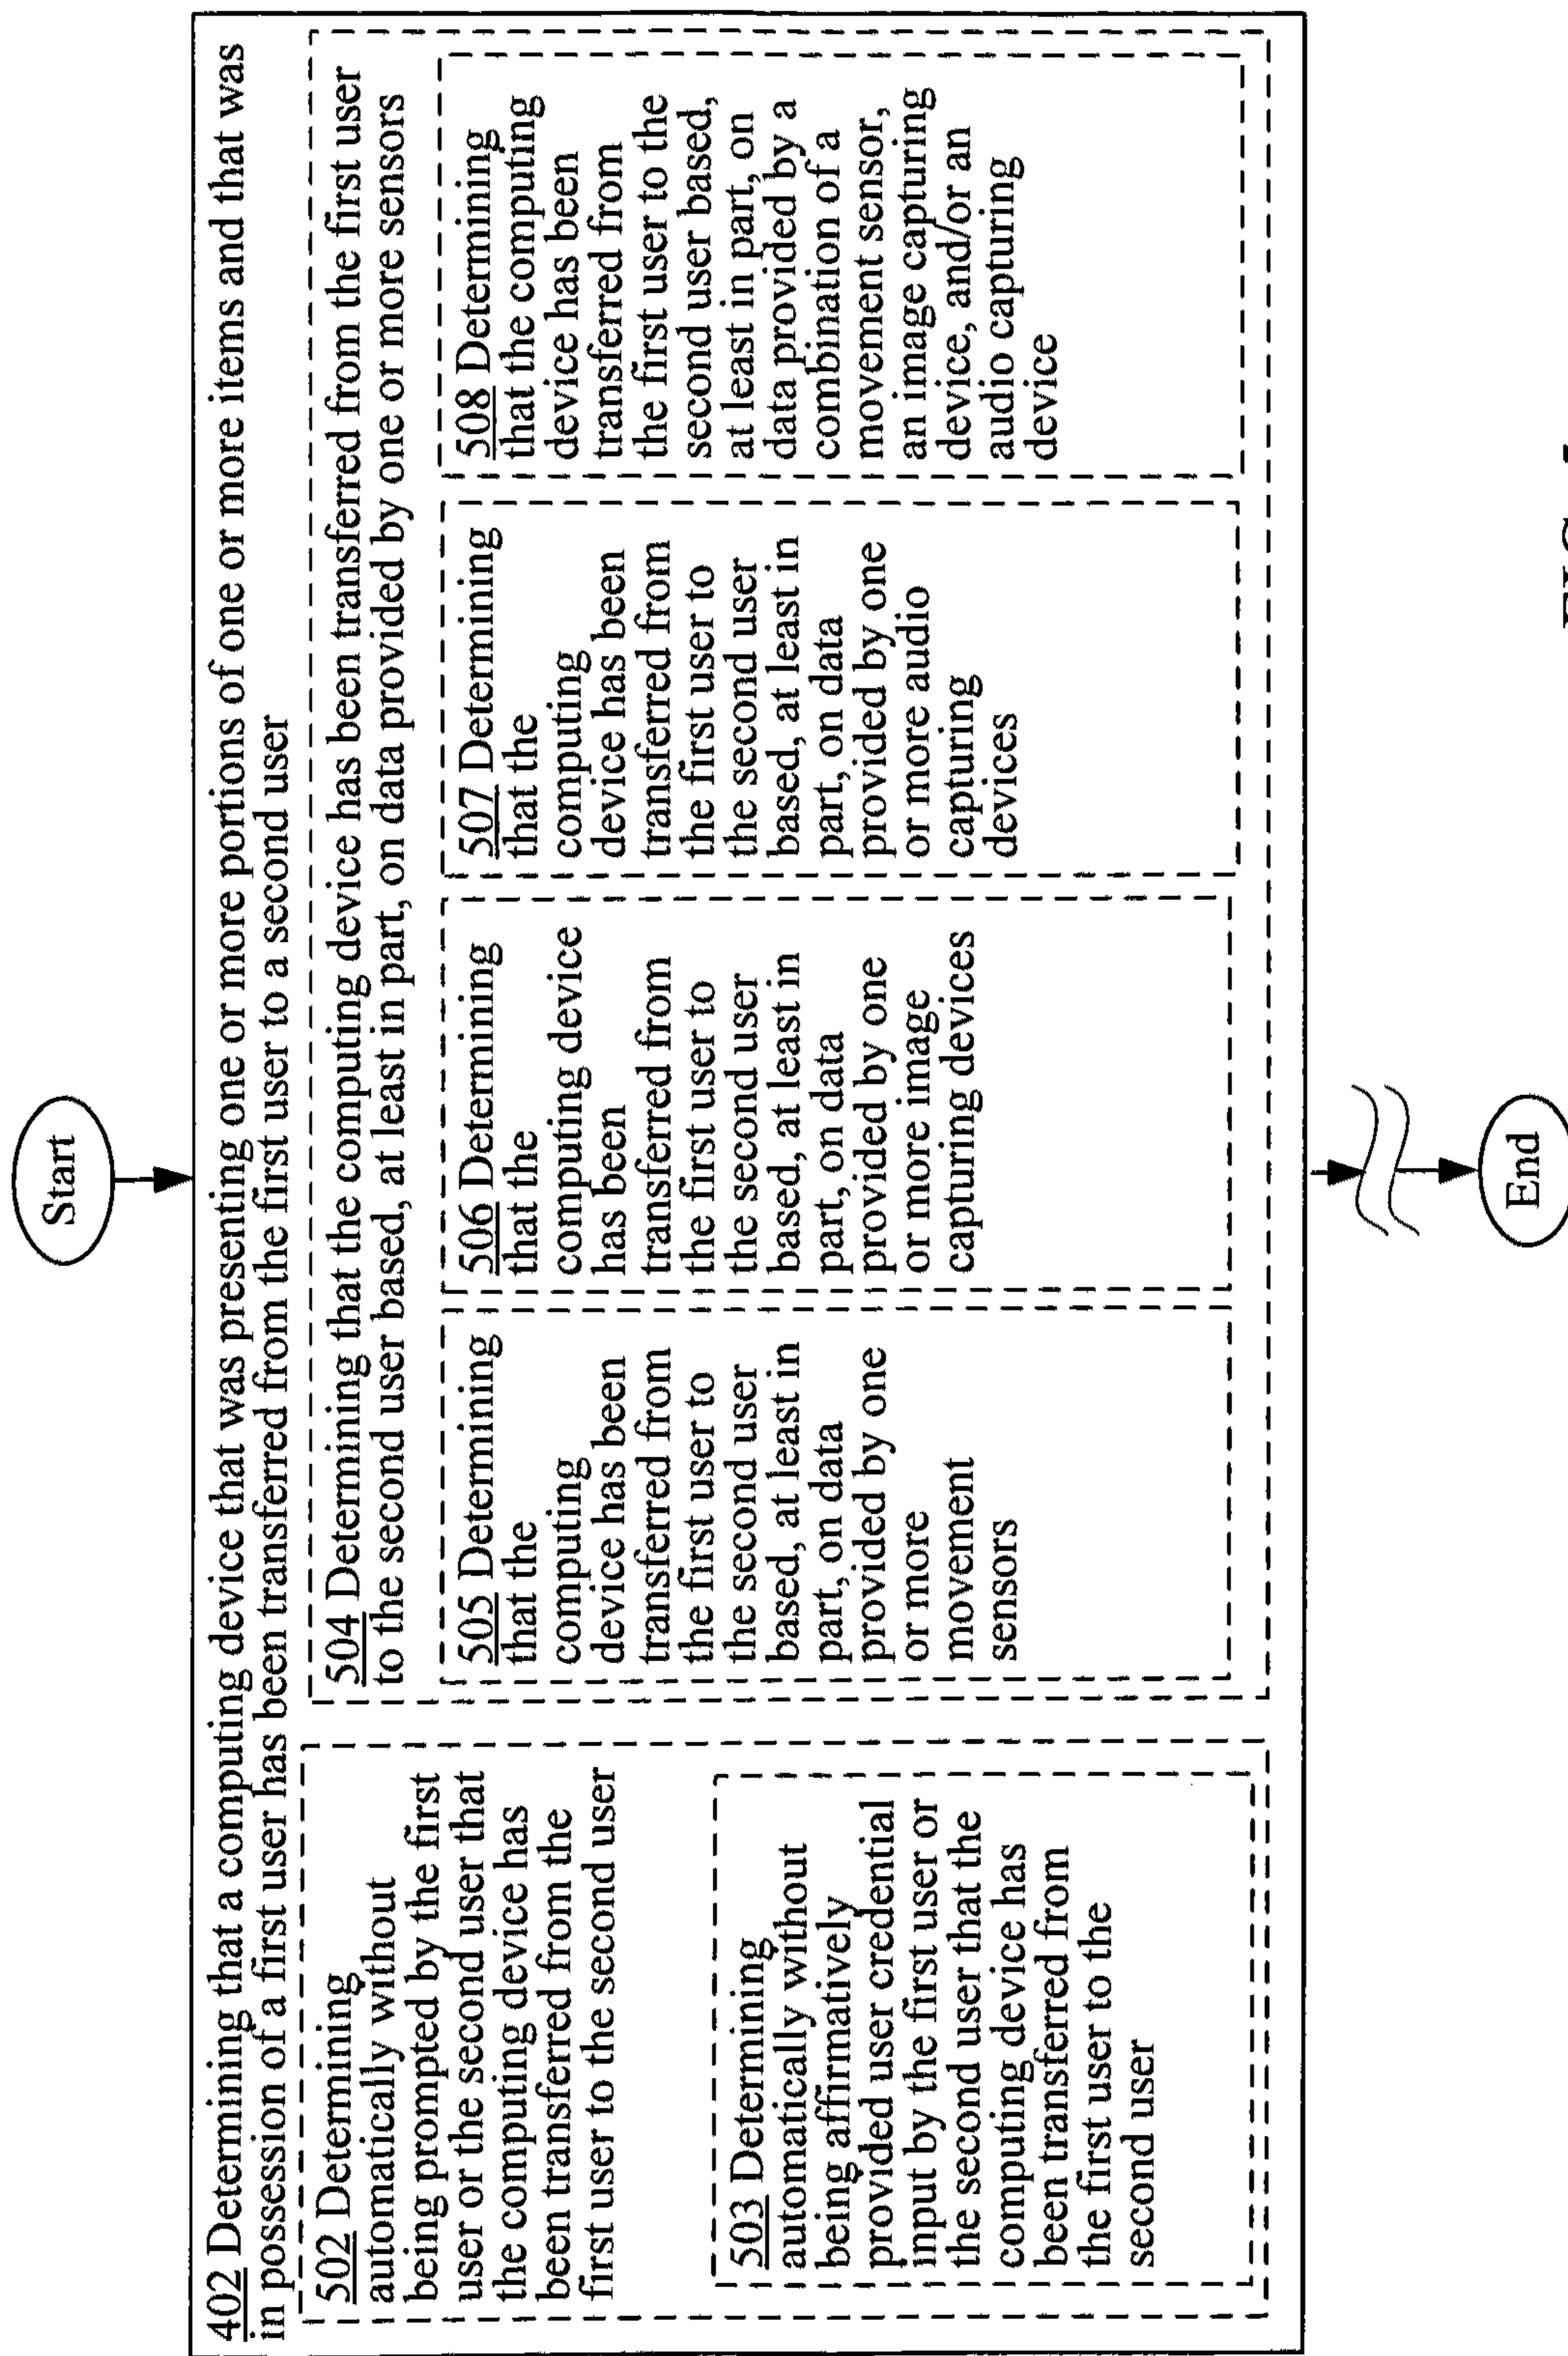 Start
402 Determining that a computing device that was presenting one or more portions of one or more items and that was
in possession of a first user has been transferred from the first user to a second user
502 Determining
automatically without
being prompted by the first
user or the second user that
the computing device has
been transferred from the
first user to the second user
503 Determining
automatically without
being affirmatively
provided user credential
input by the first user or
the second user that the
computing device has
been transferred from
the first user to the
second user
504 Determining that the computing device has been transferred from the first user
to the second user based, at least in part, on data provided by one or more sensors
505 Determining
that the
computing
device has been
transferred from
the first user to
the second user
based, at least in
part, on data
provided by one
or more
movement
sensors
506 Determining
that the
computing device
has been
transferred from
the first user to
the second user
based, at least in
part, on data
provided by one
or more image
capturing devices
507 Determining
that the
computing
device has been
transferred from
the first user to
the second user
based, at least in
part, on data
provided by one
or more audio
capturing
devices
508 Determining
that the computing
device has been
transferred from
the first user to the
second user based,
at least in part, on
data provided by a
combination of a
movement sensor,
an image capturing
device, and/or an
audio capturing
device
End